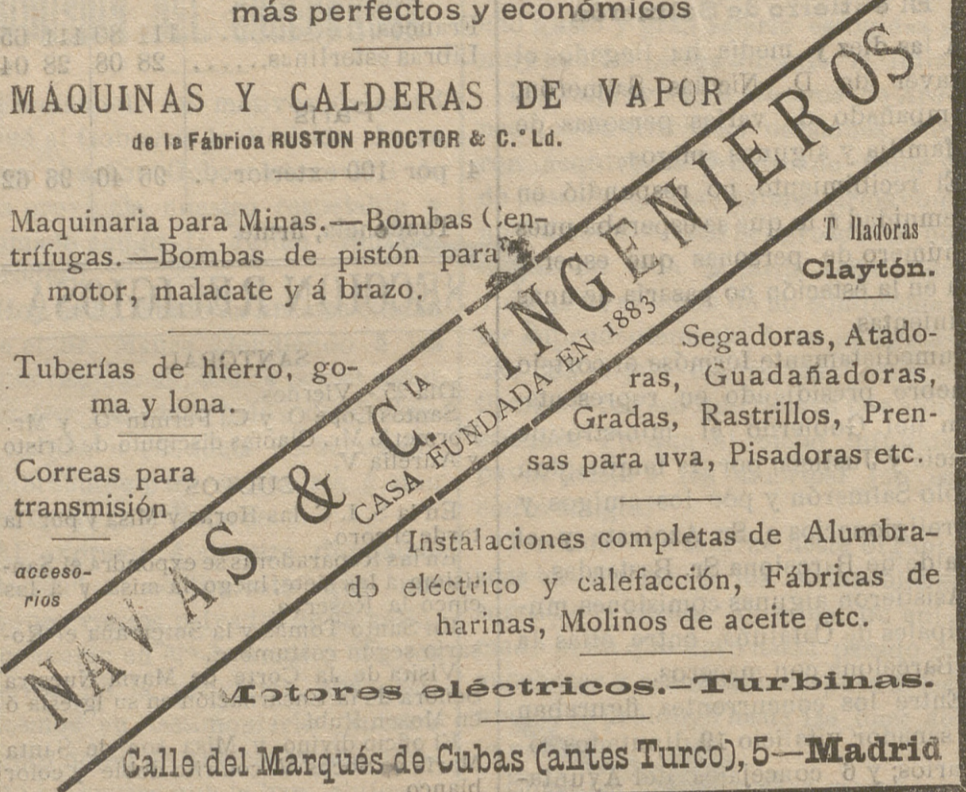 más perfectos y económicos
MÁQUINAS Y CALDERAS DE VAPOR
de la Fábrica RUSTON PROCTOR & C.ª Ld.
Maquinaria para Minas.—Bombas Cen-
trífugas.—Bombas de pistón para
motor, malacate y á brazo.
Tuberías de hierro, go-
ma y lona.
Correas para
transmisión
acceso-
rios
NAVAS & C.ia INGENIEROS
CASA FUNDADA EN 1883
T lladoras
Claytón.
Segadoras, Atado-
ras, Guadañadoras,
Gradas, Rastrillos, Pren-
sas para uva, Pisadoras etc.
Instalaciones completas de Alumbra-
do eléctrico y calefacción, Fábricas de
harinas, Molinos de aceite etc.
Motores eléctricos.—Turbinas.
Calle del Marqués de Cubas (antes Turco), 5—Madrid